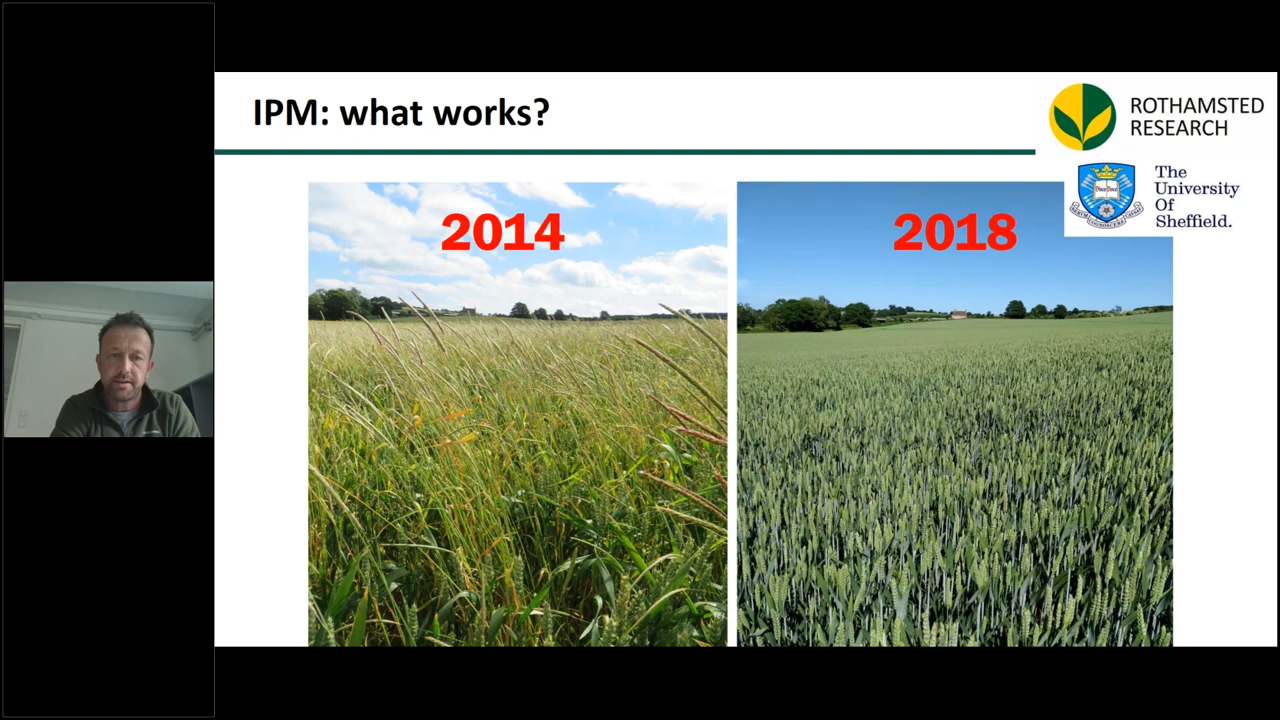 IPM: what works?
ROTHAMSTED
RESEARCH
The
University
Of
Sheffield.
2014
2018